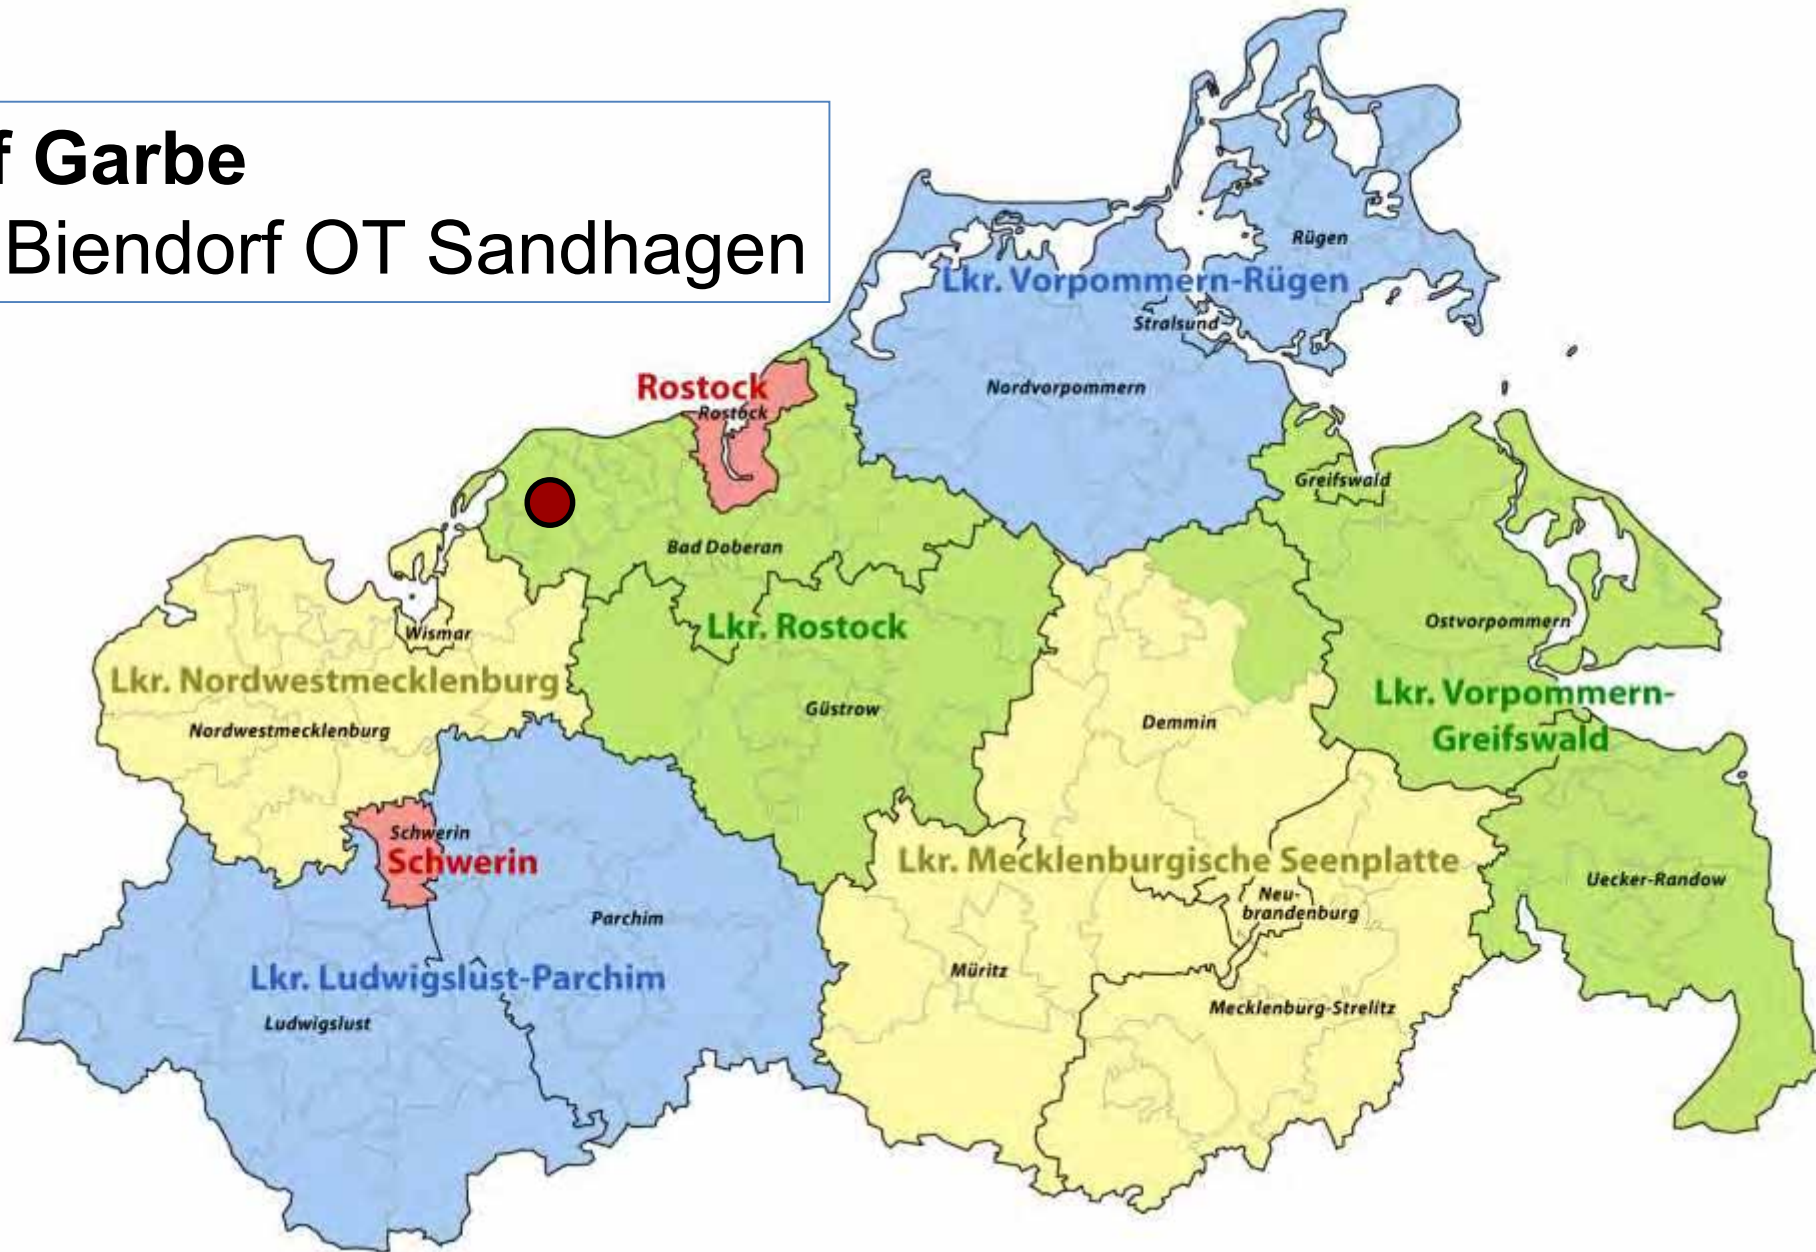 f Garbe
Biendorf OT Sandhagen
Rügen
Lkr. Vorpommern-Rügen
Stralsund
Nordvorpommern
Rostock
Rostock
Greifswald
Bad Doberan
Lkr. Rostock
Wismar
Ostvorpommern
Lkr. Nordwestmecklenburg
Nordwestmecklenburg
Güstrow
Demmin
Lkr. Vorpommern-
Greifswald
Schwerin
Schwerin
Lkr. Mecklenburgische Seenplatte
Neu-
brandenburg
Uecker-Randow
Parchim
Lkr. Ludwigslust-Parchim
Müritz
Mecklenburg-Strelitz
Ludwigslust